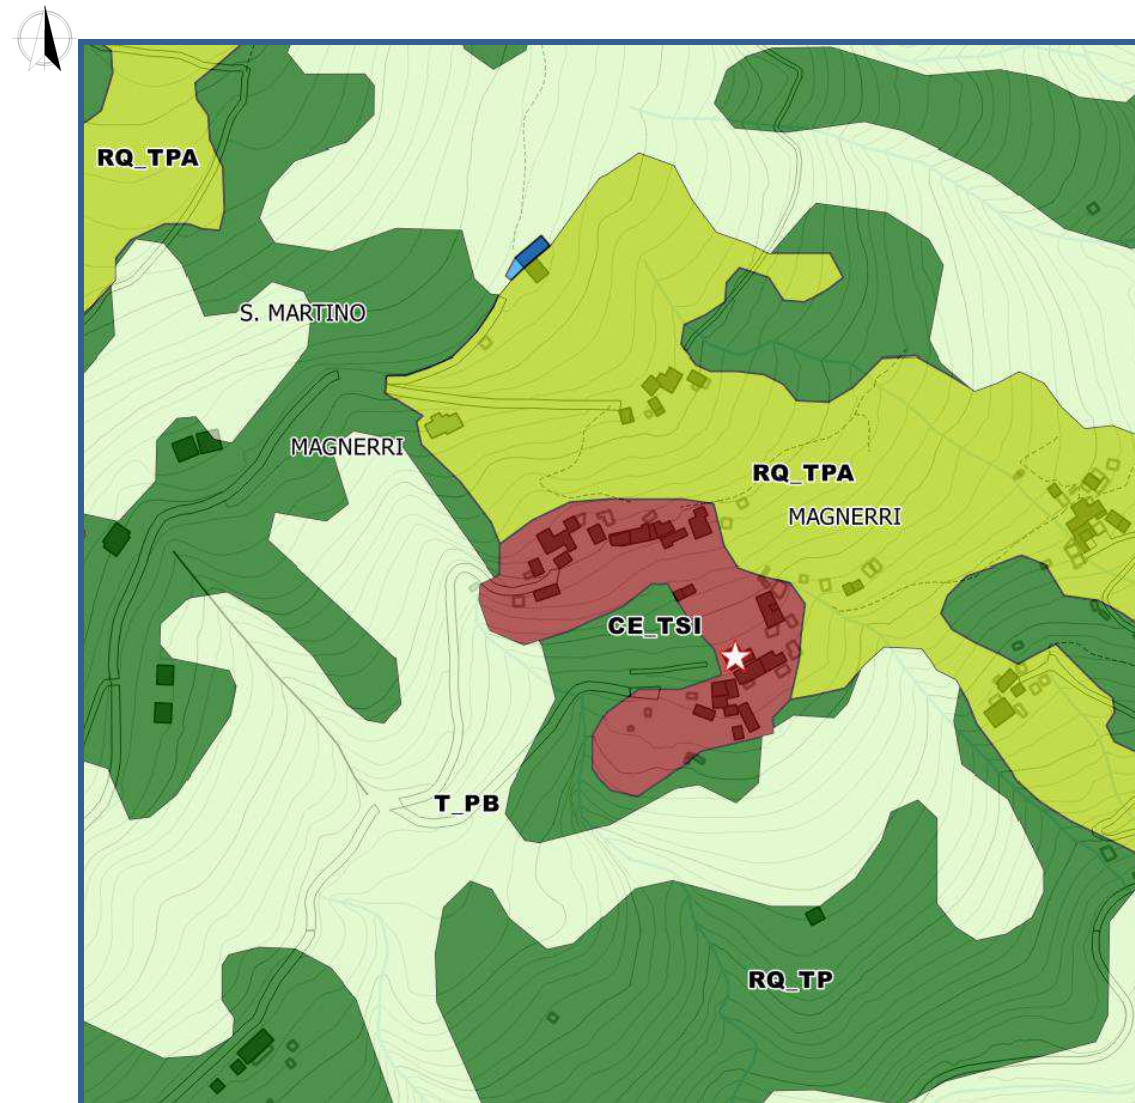 RQ_TPA
S. MARTINO
MAGNERRI
RQ_TPA
MAGNERRI
CE_TSI
T_PB
RQ_TP